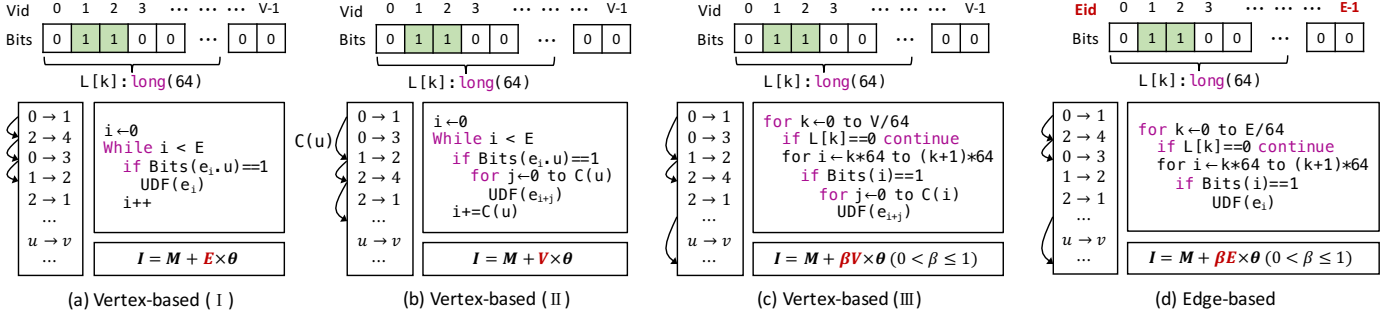 Vid 0 1 2 3 ⋯ ⋯ ⋯ V-1
Bits 0 1 1 0 0 ⋯ 0 0
L[k]:long(64)
0 → 1
2 → 4
0 → 3
1 → 2
2 → 1
...
u → v
...
i←0
While i < E
if Bits(eᵢ.u)==1
UDF(eᵢ)
i++
I = M + E×θ
(a) Vertex-based (Ⅰ)
Vid 0 1 2 3 ⋯ ⋯ ⋯ V-1
Bits 0 1 1 0 0 ⋯ 0 0
L[k]:long(64)
C(u)
0 → 1
0 → 3
1 → 2
2 → 4
2 → 1
...
u → v
...
i←0
While i < E
if Bits(eᵢ.u)==1
for j←0 to C(u)
UDF(eᵢ₊ⱼ)
i+=C(u)
I = M + V×θ
(b) Vertex-based (Ⅱ)
Vid 0 1 2 3 ⋯ ⋯ ⋯ V-1
Bits 0 1 1 0 0 ⋯ 0 0
L[k]:long(64)
0 → 1
0 → 3
1 → 2
2 → 4
2 → 1
...
u → v
...
for k←0 to V/64
if L[k]==0 continue
for i←k*64 to (k+1)*64
if Bits(i)==1
for j←0 to C(i)
UDF(eᵢ₊ⱼ)
I = M + βV×θ (0 < β ≤ 1)
(c) Vertex-based (Ⅲ)
Eid 0 1 2 3 ⋯ ⋯ ⋯ E-1
Bits 0 1 1 0 0 ⋯ 0 0
L[k]:long(64)
0 → 1
2 → 4
0 → 3
1 → 2
2 → 1
...
u → v
...
for k←0 to E/64
if L[k]==0 continue
for i←k*64 to (k+1)*64
if Bits(i)==1
UDF(eᵢ)
I = M + βE×θ (0 < β ≤ 1)
(d) Edge-based